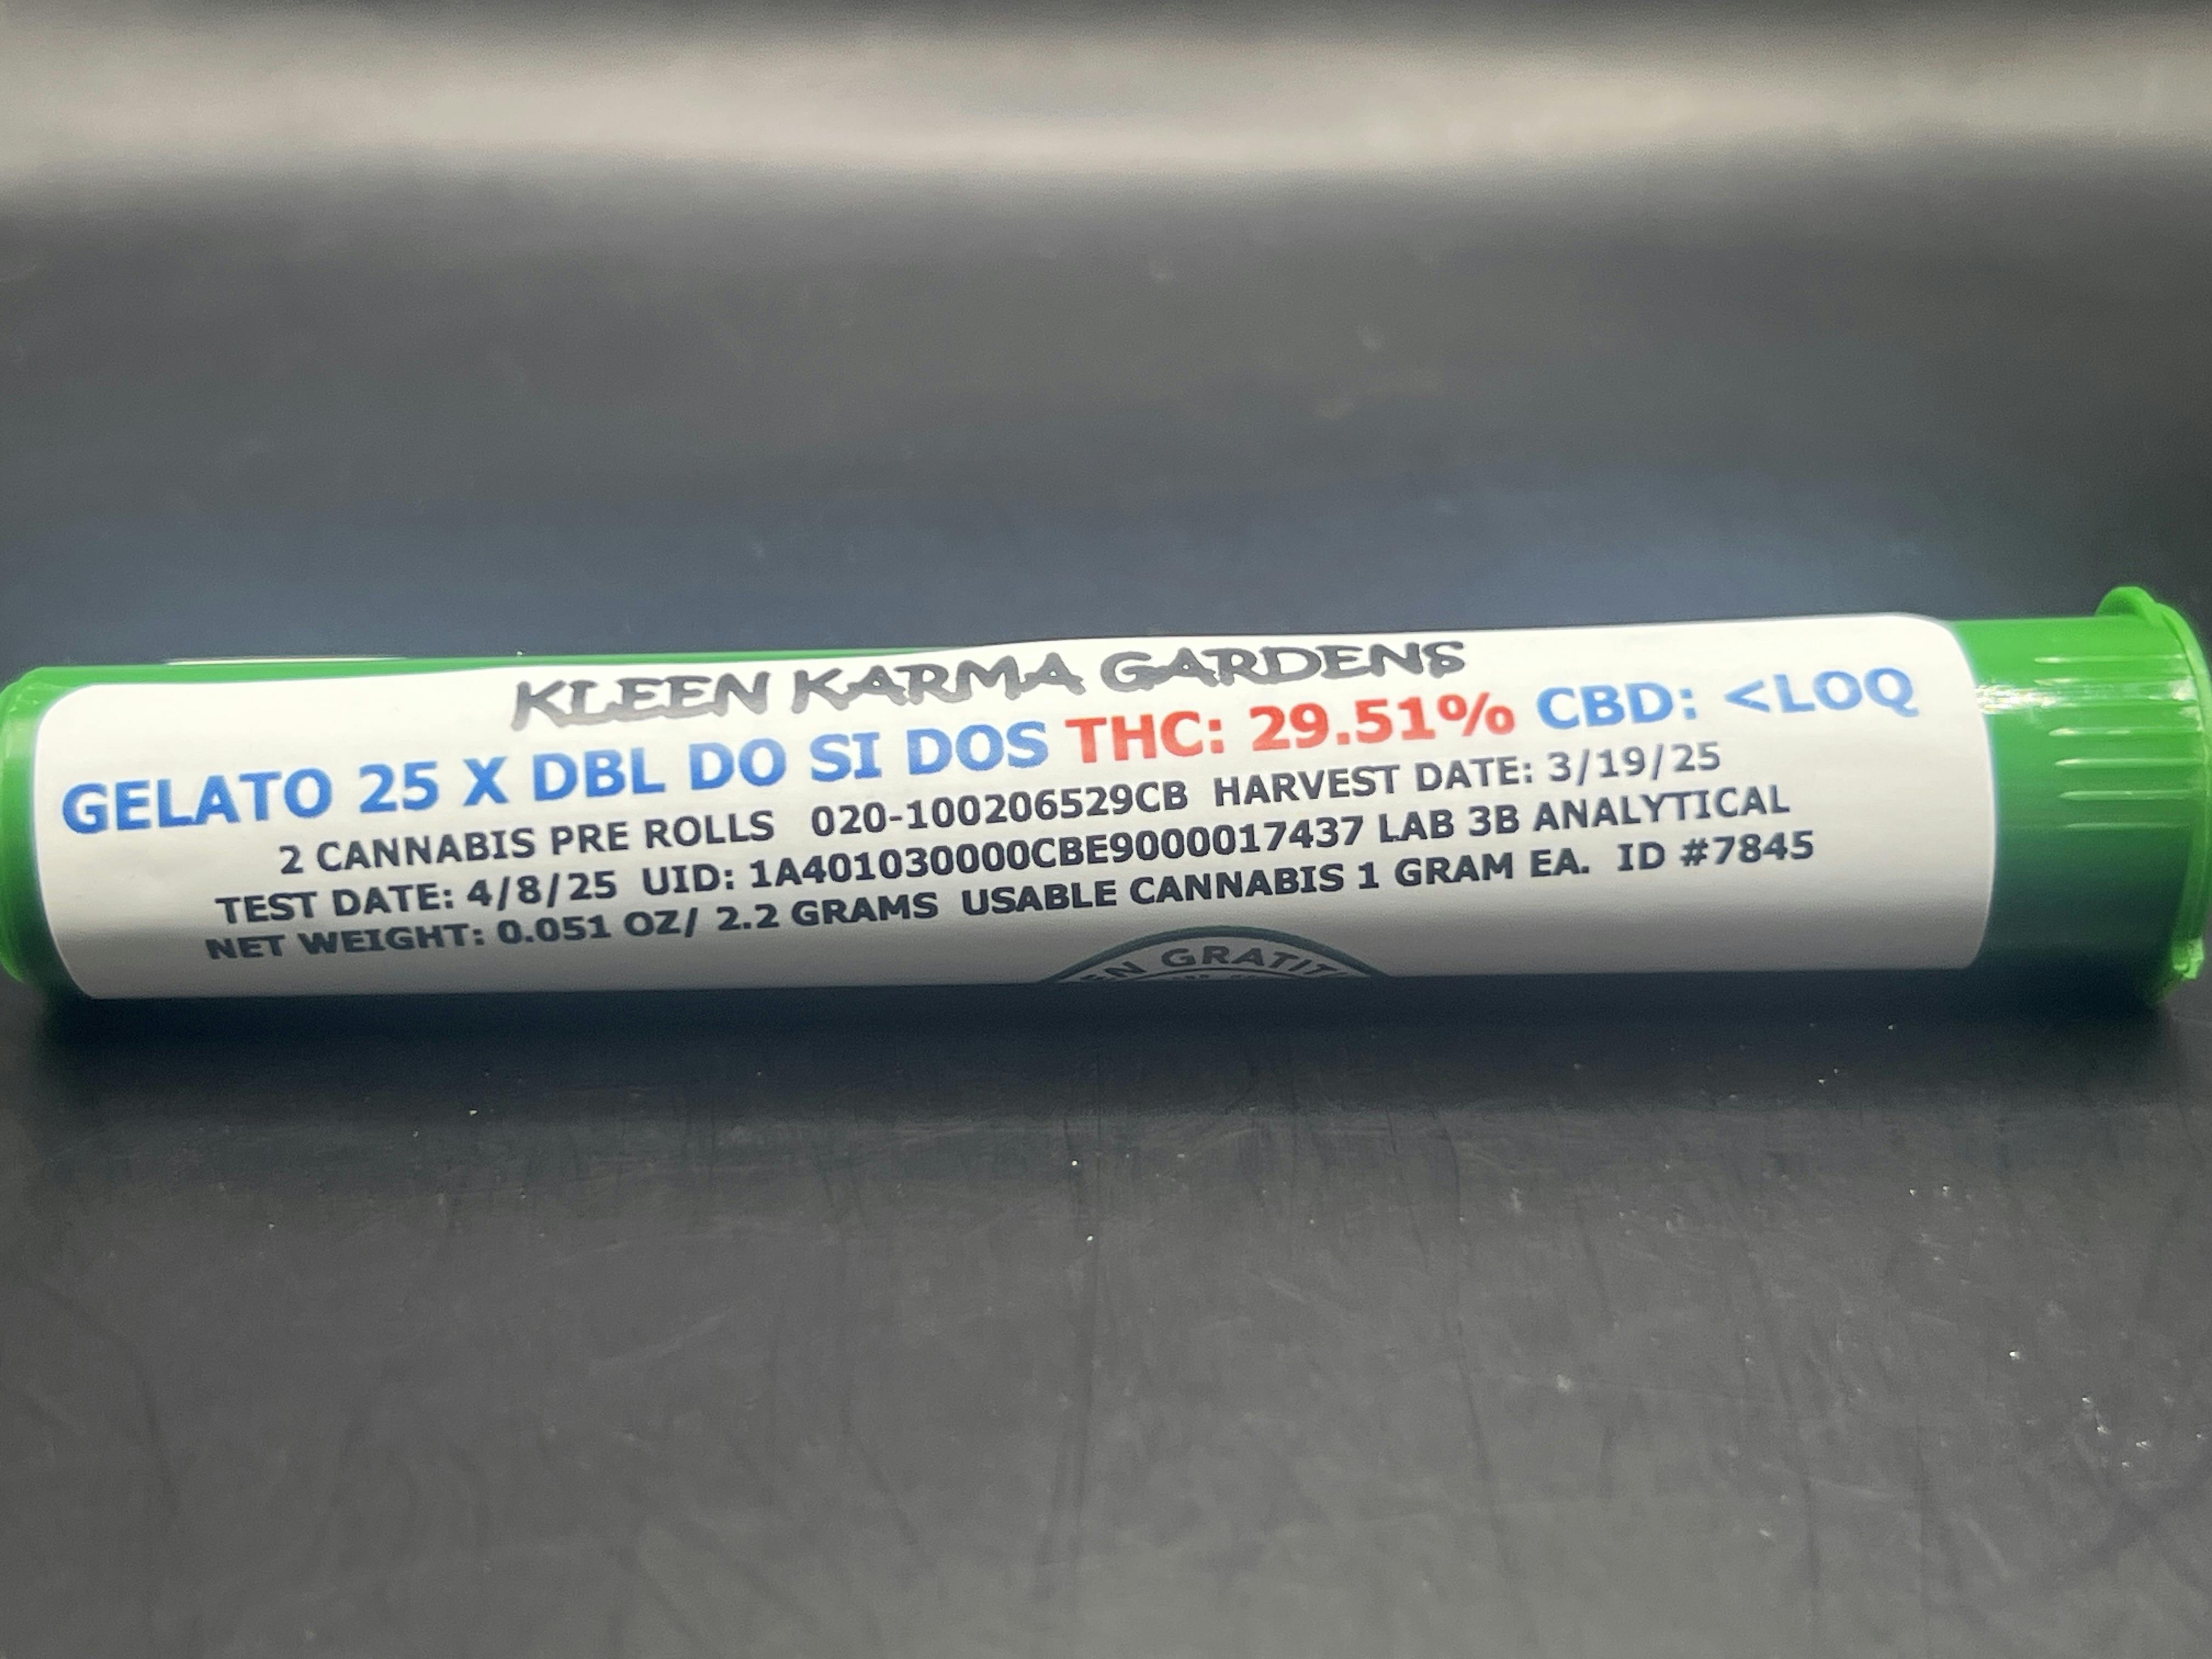 KLEEN KARMA GARDENS
GELATO 25 X DBL DO SI DOS THC: 29.51% CBD: <LOQ
2 CANNABIS PRE ROLLS 020-100206529CB HARVEST DATE: 3/19/25
TEST DATE: 4/8/25 UID: 1A401030000CBE9000017437 LAB 3B ANALYTICAL
NET WEIGHT: 0.051 OZ/ 2.2 GRAMS USABLE CANNABIS 1 GRAM EA. ID #7845